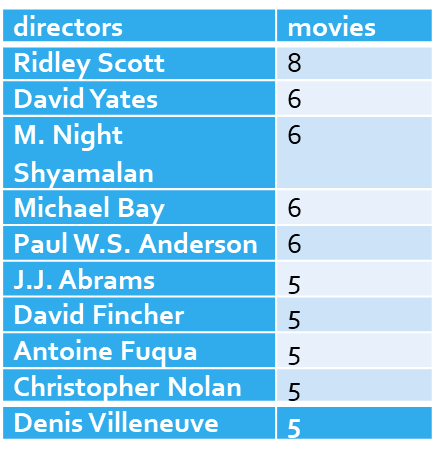 directors movies
Ridley Scott 8
David Yates 6
M. Night 6
Shyamalan
Michael Bay 6
Paul W.S. Anderson 6
J.J. Abrams 5
David Fincher 5
Antoine Fuqua 5
Christopher Nolan 5
Denis Villeneuve 5